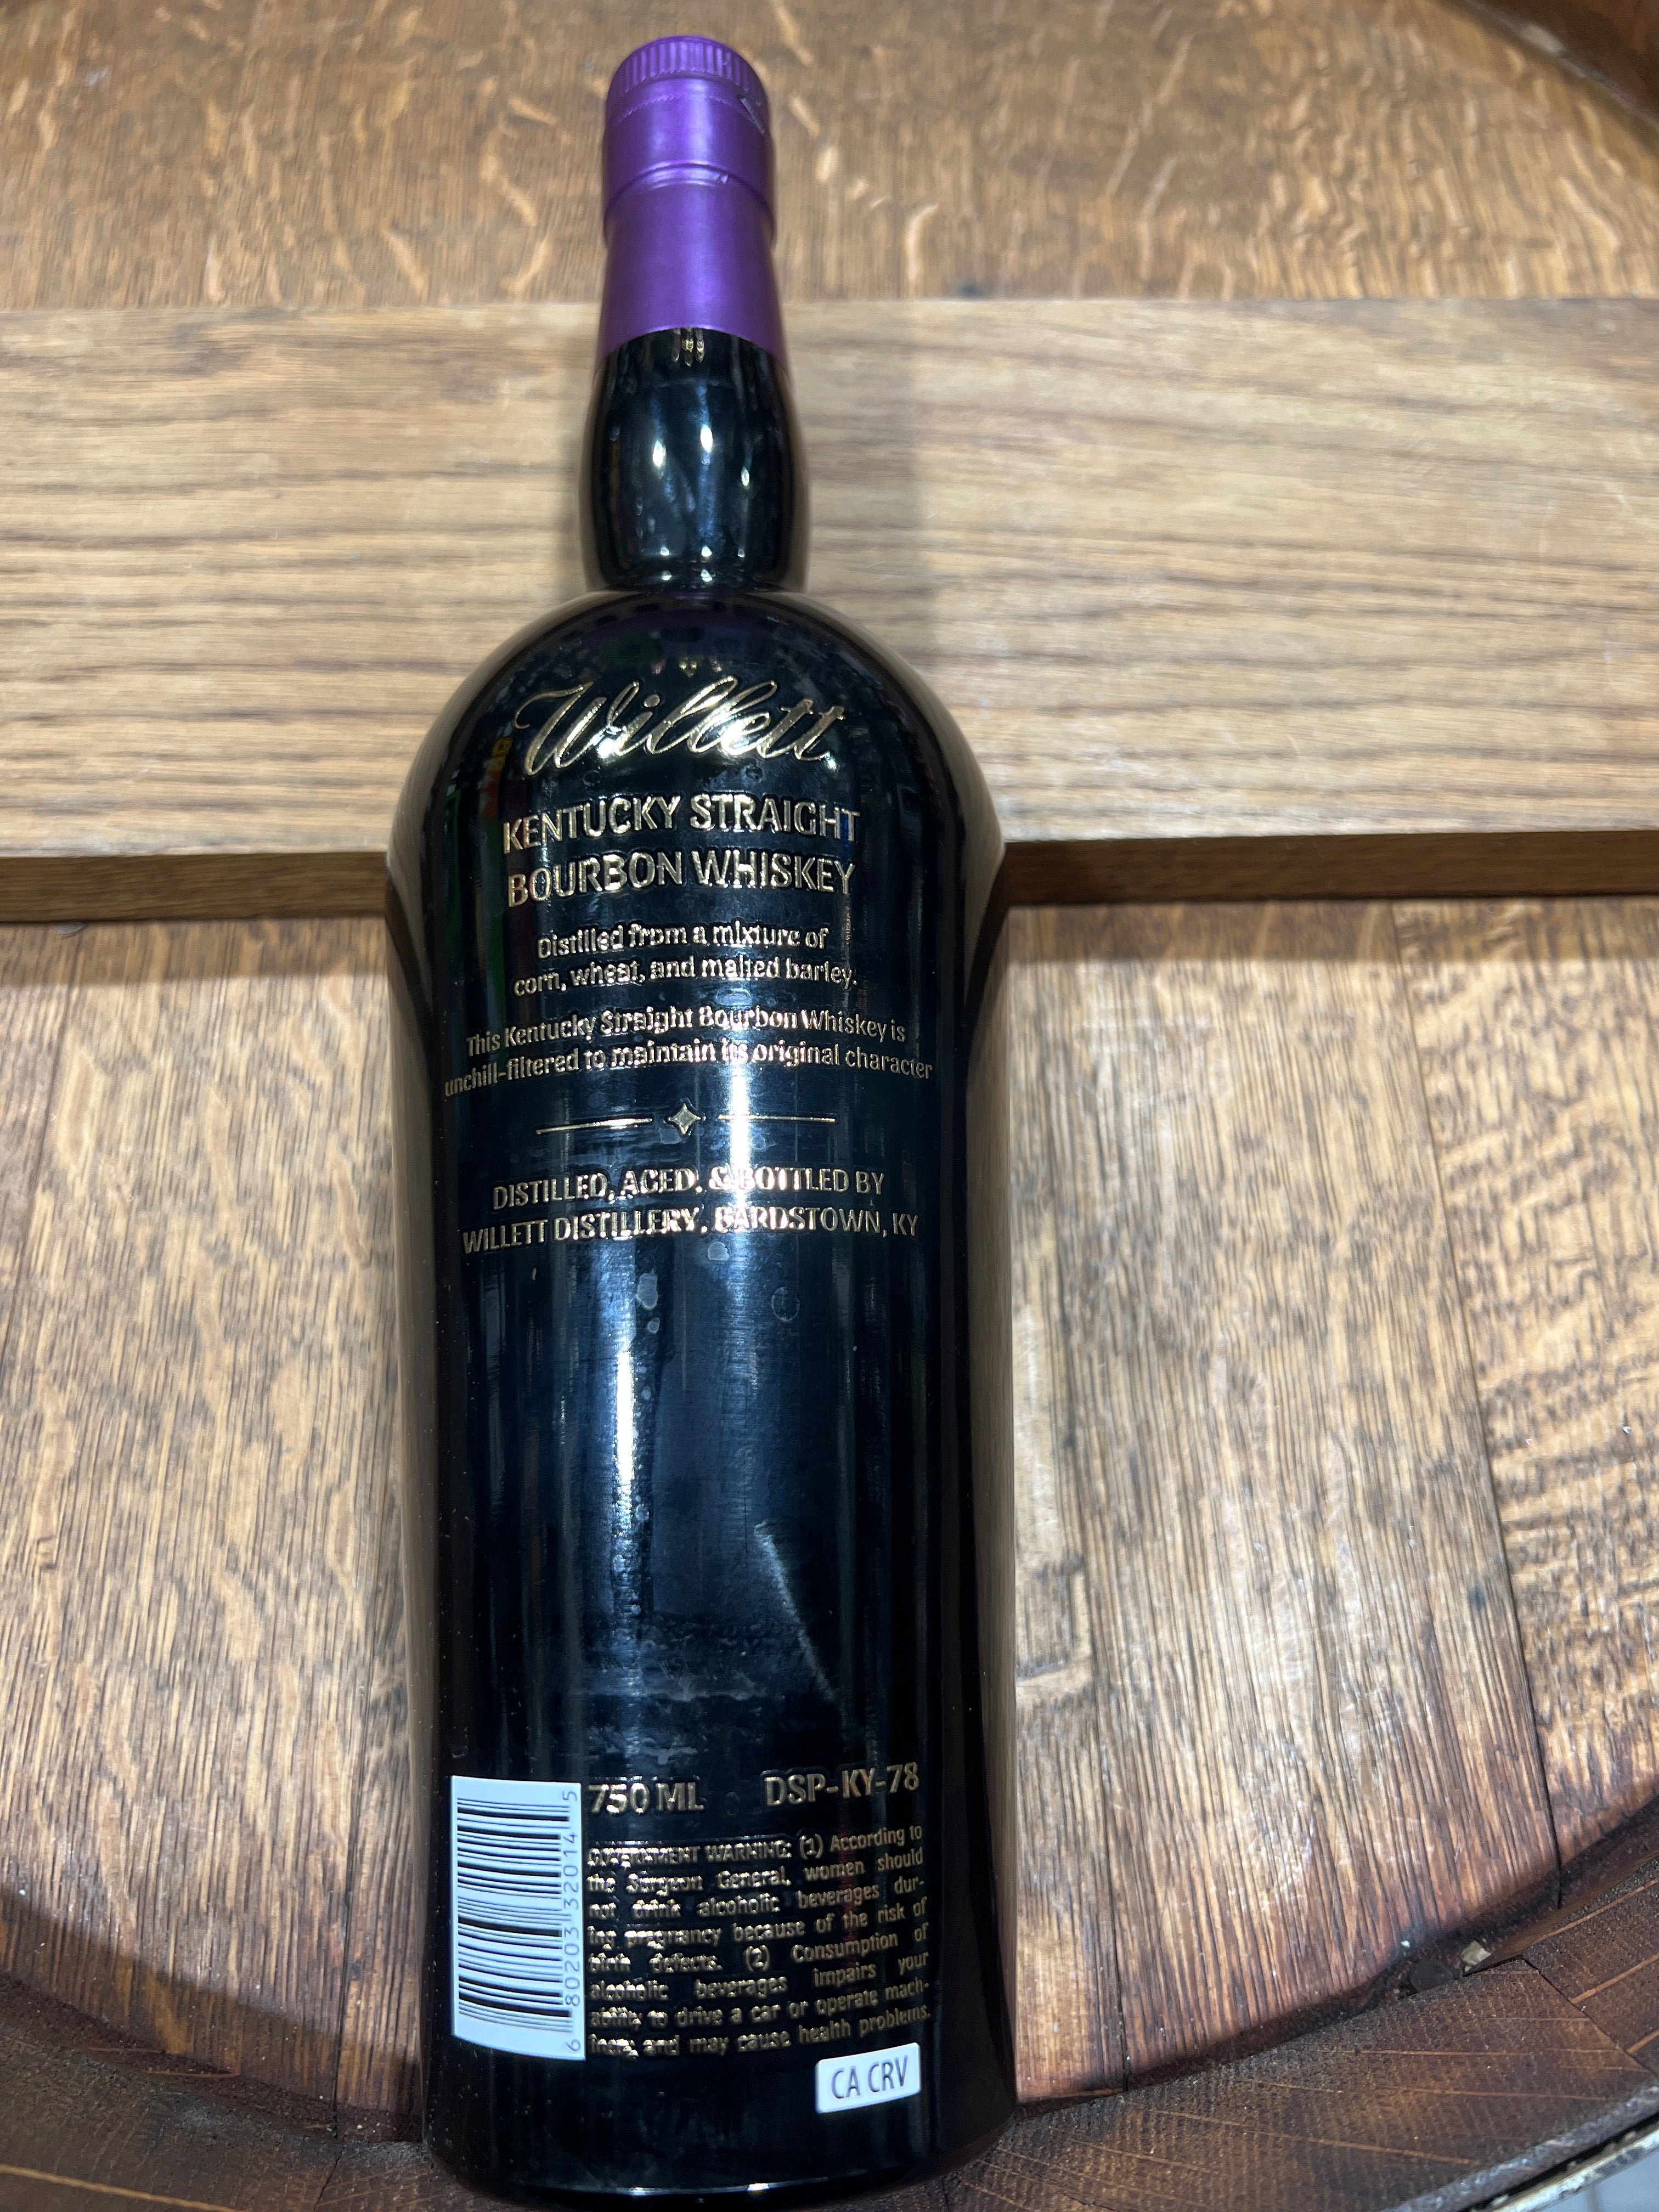 Willett
KENTUCKY STRAIGHT
BOURBON WHISKEY
Distilled from a mixture of
corn, wheat, and malted barley.
This Kentucky Straight Bourbon Whiskey is
unchill-filtered to maintain its original character
DISTILLED, AGED, & BOTTLED BY
WILLETT DISTILLERY, BARDSTOWN, KY
750 ML DSP-KY-78
GOVERNMENT WARNING: (1) According to
the Surgeon General, women should
not drink alcoholic beverages dur-
ing pregnancy because of the risk of
birth defects. (2) Consumption of
alcoholic beverages impairs your
ability to drive a car or operate mach-
inery, and may cause health problems.
6 80203 32014 5
CA CRV